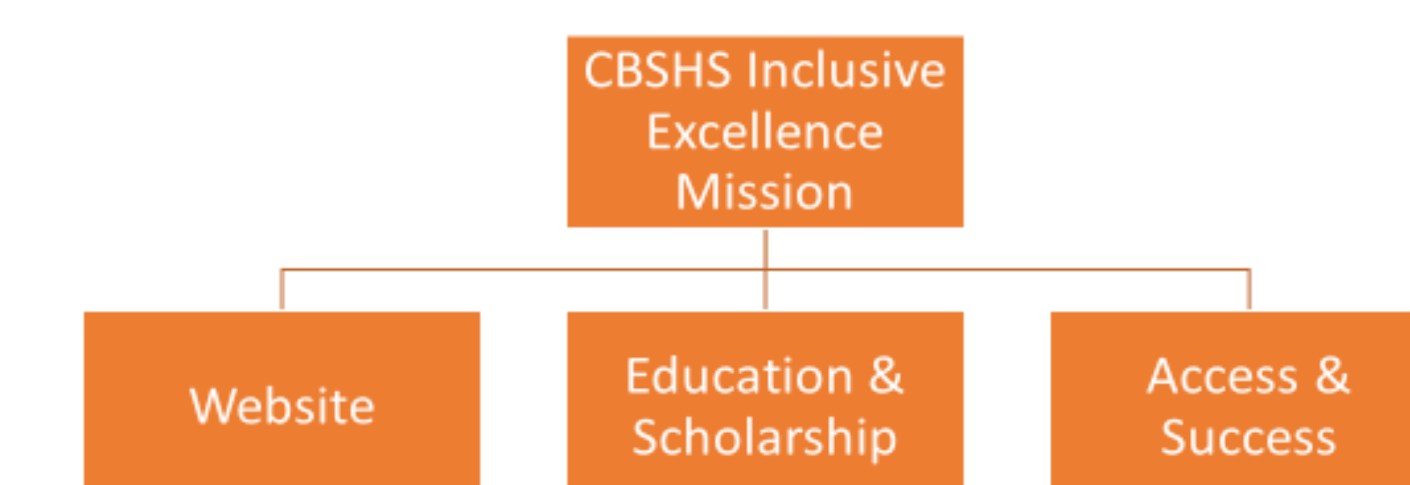 CBSHS Inclusive
Excellence
Mission
Website
Education &
Scholarship
Access &
Success